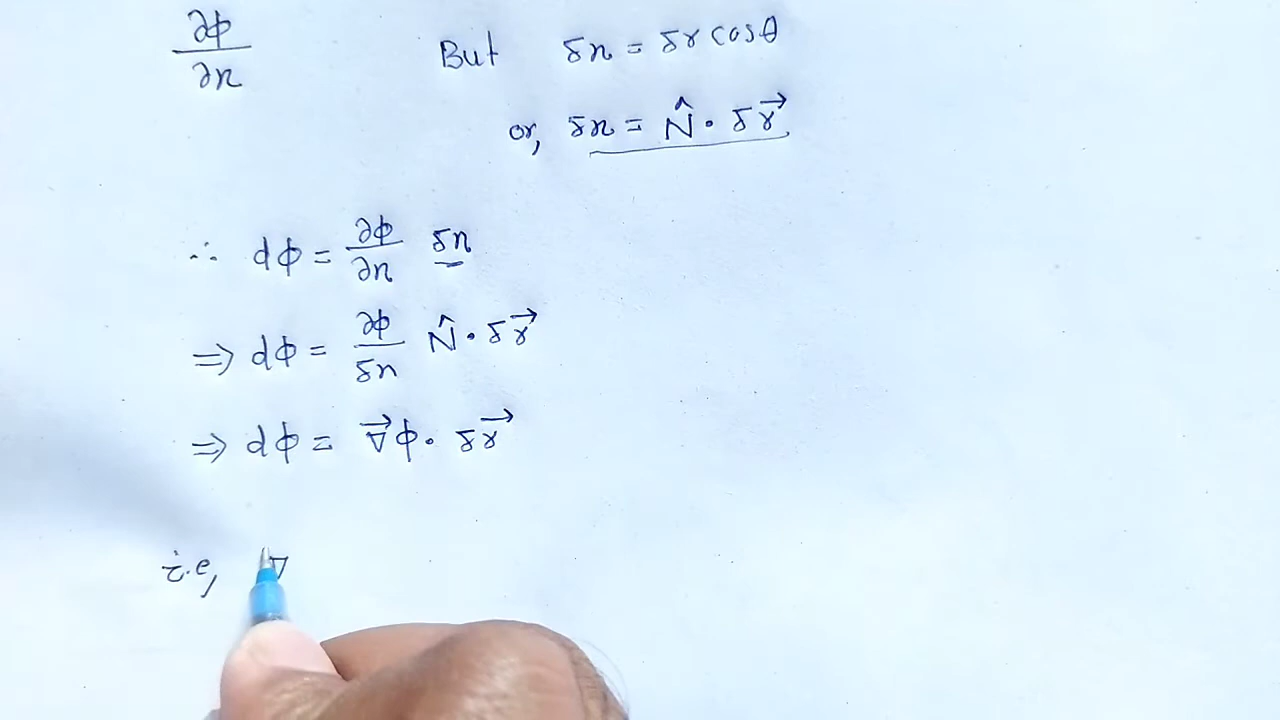 ∂φ/∂n But δn = δr cosθ
or, δn = N̂ · δr⃗
∴ dφ = ∂φ/∂n δn
⇒ dφ = ∂φ/δn N̂ · δr⃗
⇒ dφ = ∇⃗φ · δr⃗
i.e, ∇